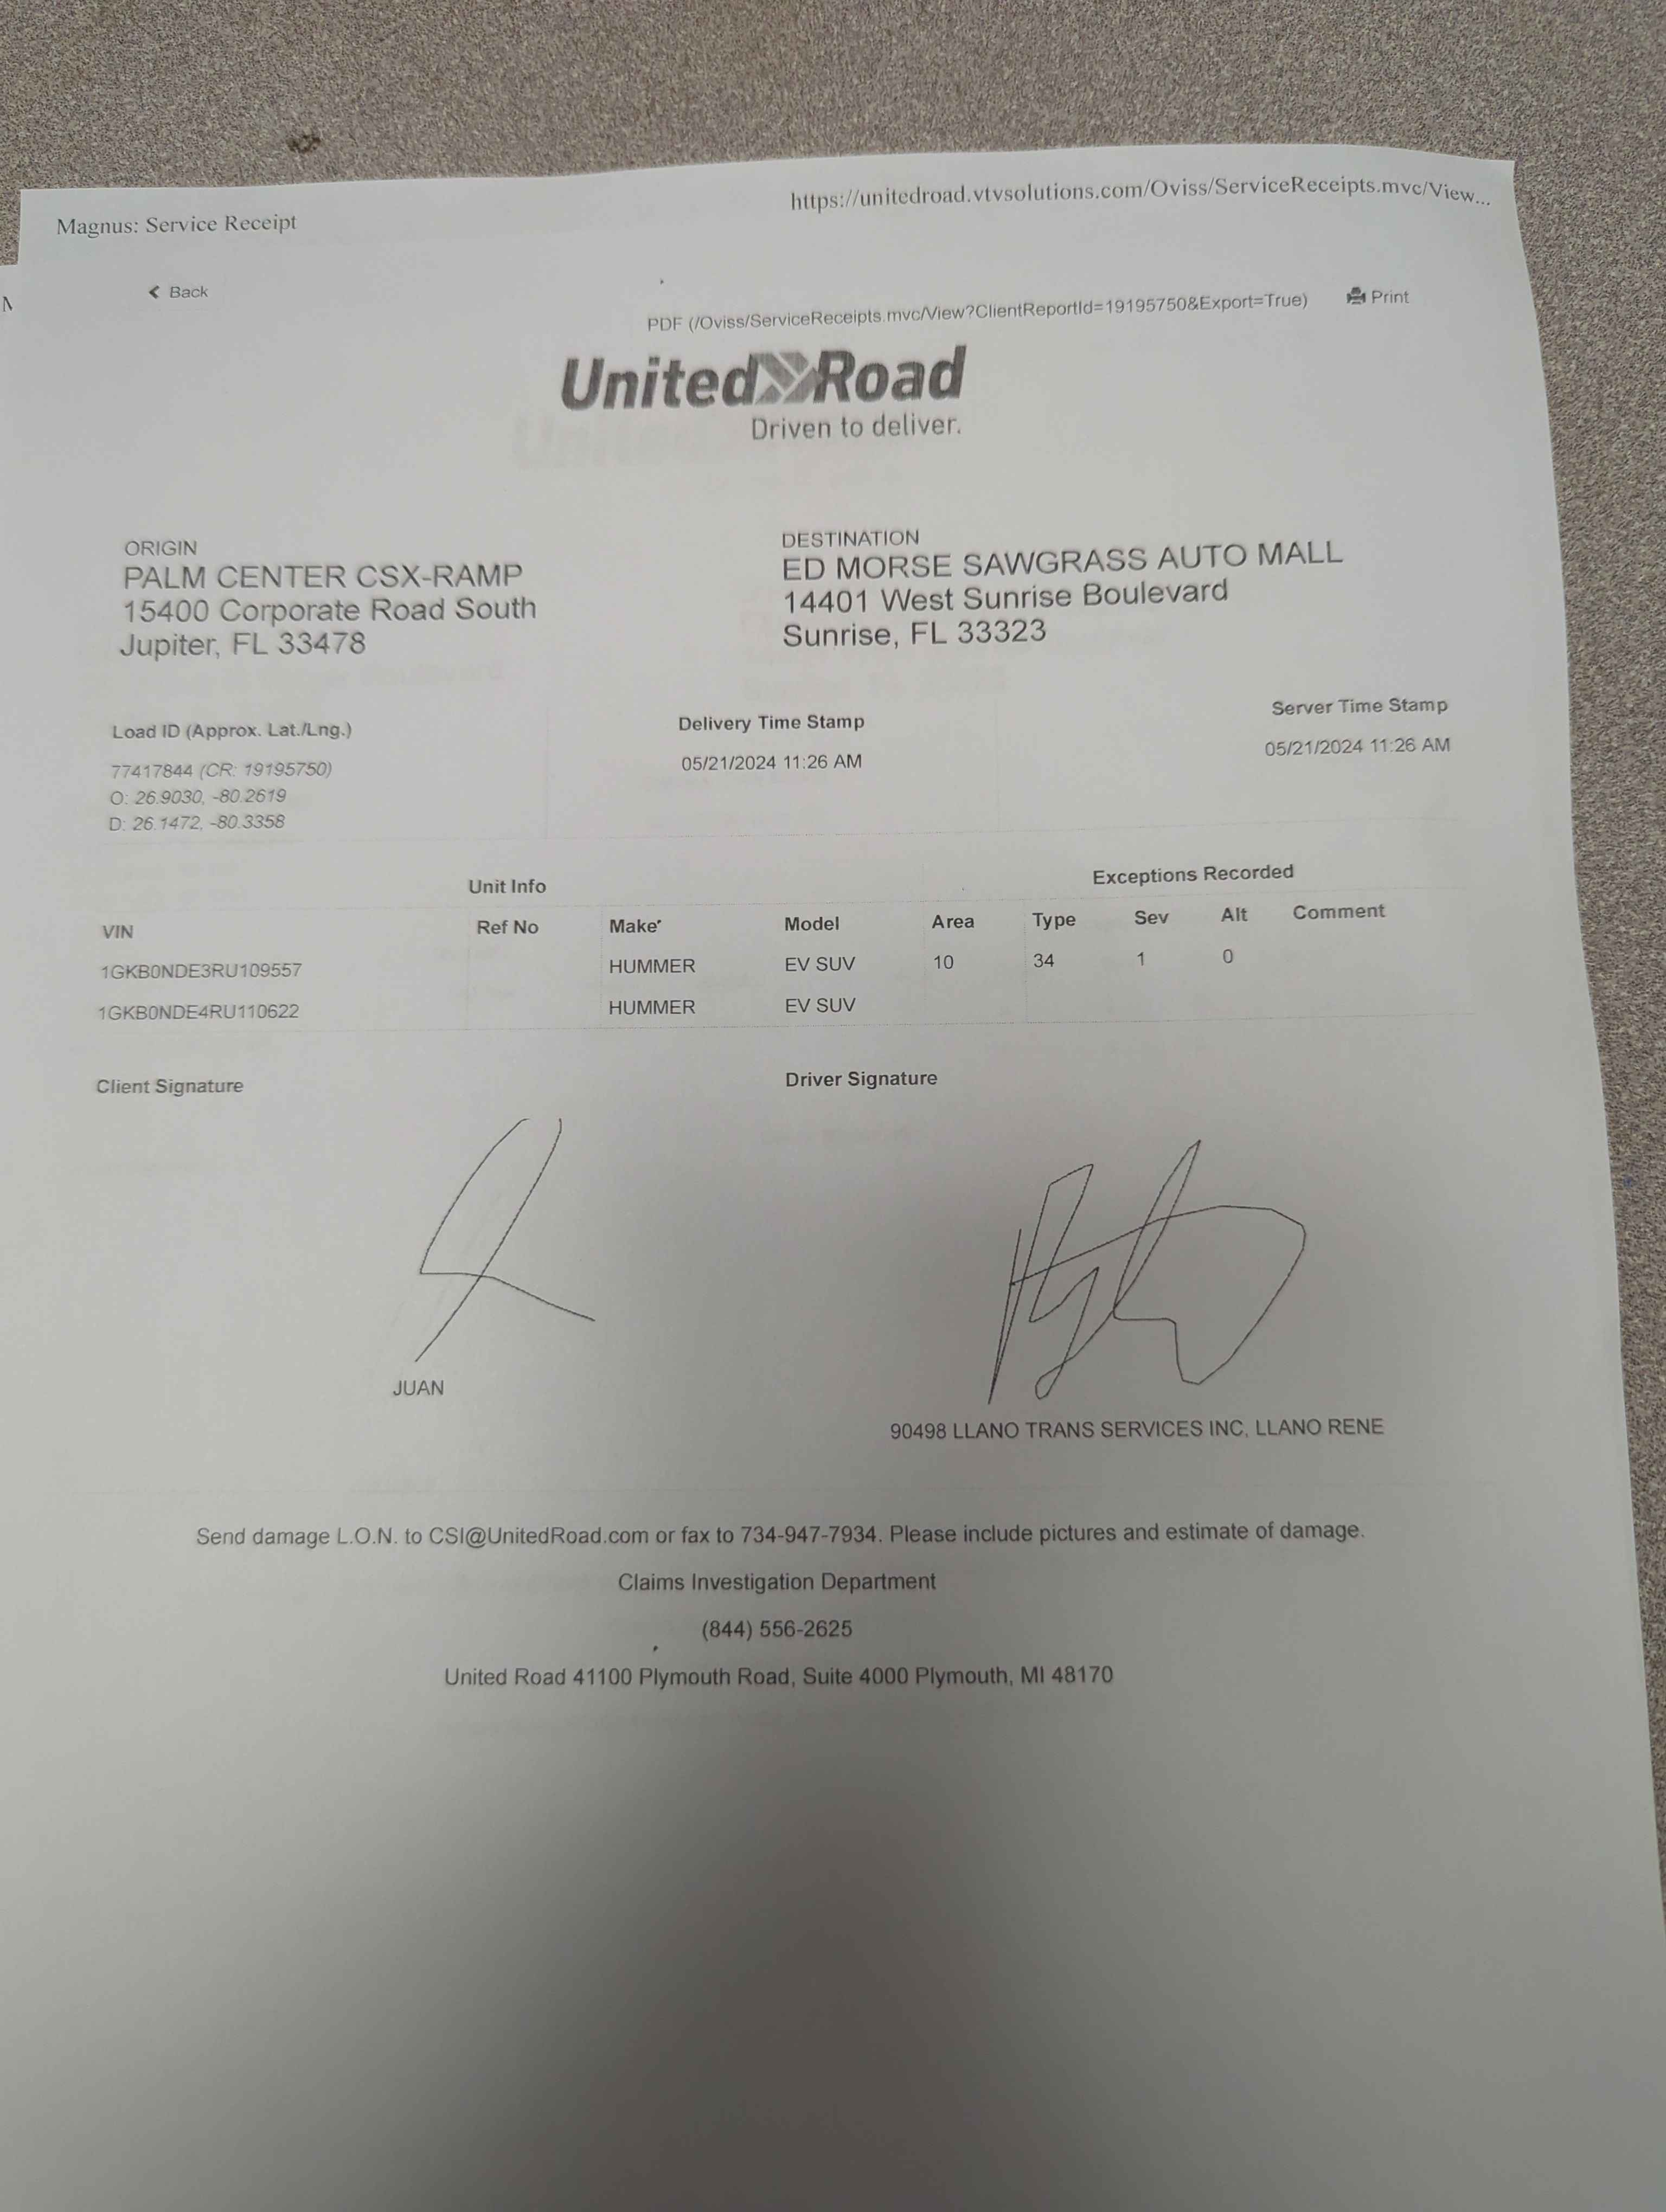 Magnus: Service Receipt
https://unitedroad.vtvsolutions.com/Oviss/ServiceReceipts.mvc/View...
Back
PDF (/Oviss/ServiceReceipts.mvc/View?ClientReportId=19195750&Export=True)
Print
United Road
Driven to deliver.
ORIGIN
PALM CENTER CSX-RAMP
15400 Corporate Road South
Jupiter, FL 33478
DESTINATION
ED MORSE SAWGRASS AUTO MALL
14401 West Sunrise Boulevard
Sunrise, FL 33323
Load ID (Approx. Lat./Lng.)
77417844 (CR: 19195750)
O: 26.9030, -80.2619
D: 26.1472, -80.3358
Delivery Time Stamp
05/21/2024 11:26 AM
Server Time Stamp
05/21/2024 11:26 AM
Unit Info Exceptions Recorded
VIN Ref No Make Model Area Type Sev Alt Comment
1GKB0NDE3RU109557 HUMMER EV SUV 10 34 1 0
1GKB0NDE4RU110622 HUMMER EV SUV
Client Signature
Driver Signature
JUAN
90498 LLANO TRANS SERVICES INC, LLANO RENE
Send damage L.O.N. to CSI@UnitedRoad.com or fax to 734-947-7934. Please include pictures and estimate of damage.
Claims Investigation Department
(844) 556-2625
United Road 41100 Plymouth Road, Suite 4000 Plymouth, MI 48170